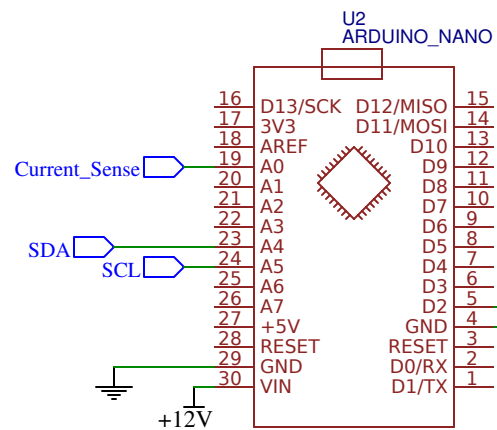 U2
ARDUINO_NANO
16 D13/SCK D12/MISO 15
17 3V3 D11/MOSI 14
18 AREF D10 13
Current_Sense 19 A0 D9 12
20 A1 D8 11
21 A2 D7 10
22 A3 D6 9
SDA 23 A4 D5 8
SCL 24 A5 D4 7
25 A6 D3 6
26 A7 D2 5
27 +5V GND 4
28 RESET RESET 3
29 GND D0/RX 2
30 VIN D1/TX 1
+12V